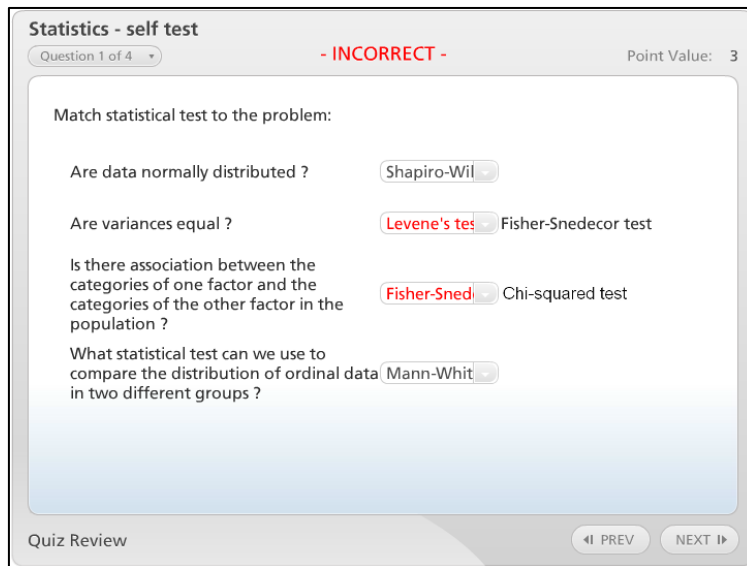 Statistics - self test
Question 1 of 4
- INCORRECT -
Point Value: 3
Match statistical test to the problem:
Are data normally distributed ?
Shapiro-Wil
Are variances equal ?
Levene's tes
Fisher-Snedecor test
Is there association between the
categories of one factor and the
categories of the other factor in the
population ?
Fisher-Sned
Chi-squared test
What statistical test can we use to
compare the distribution of ordinal data
in two different groups ?
Mann-Whit
Quiz Review
PREV
NEXT